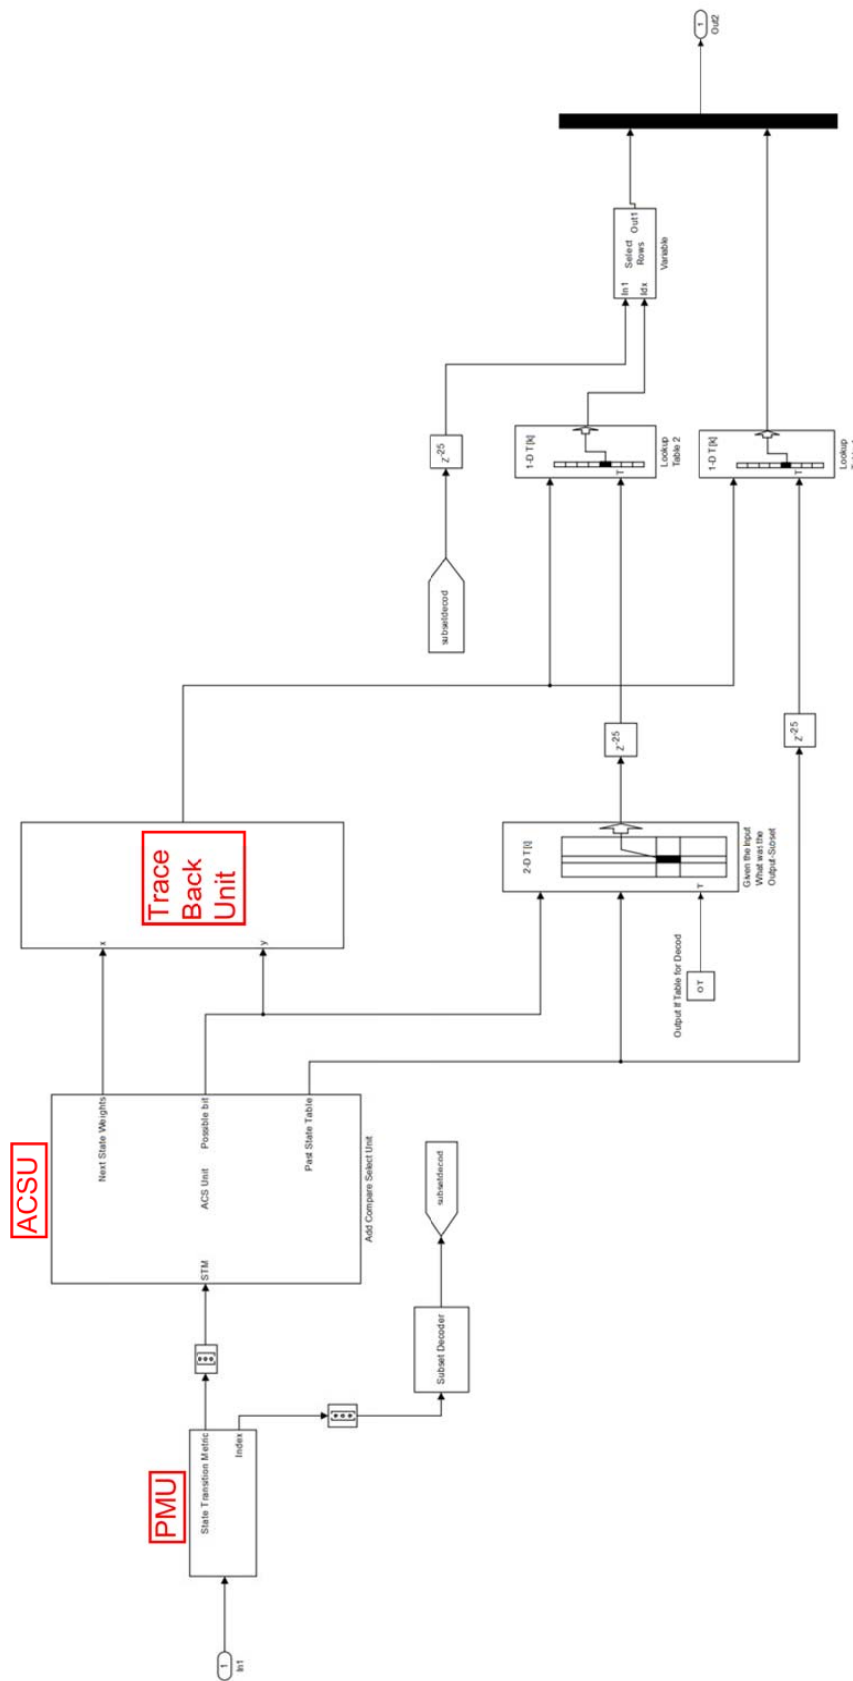 1
In1
PMU
State Transition Metric
Index
ACSU
STM
ACS Unit
Next State Weights
Possible bit
Past State Table
Add Compare Select Unit
Subset Decoder
subsetdecod
Trace
Back
Unit
x
y
OT
Output If Table for Decod
2-D T[k]
T
Given the Input
What was the
Output-Subset
Z-25
Z-25
subsetdecod
Z-25
1-D T[k]
T
Lookup
Table 2
1-D T[k]
T
Lookup
In1
Idx
Select
Rows
Out1
Variable
1
Out2